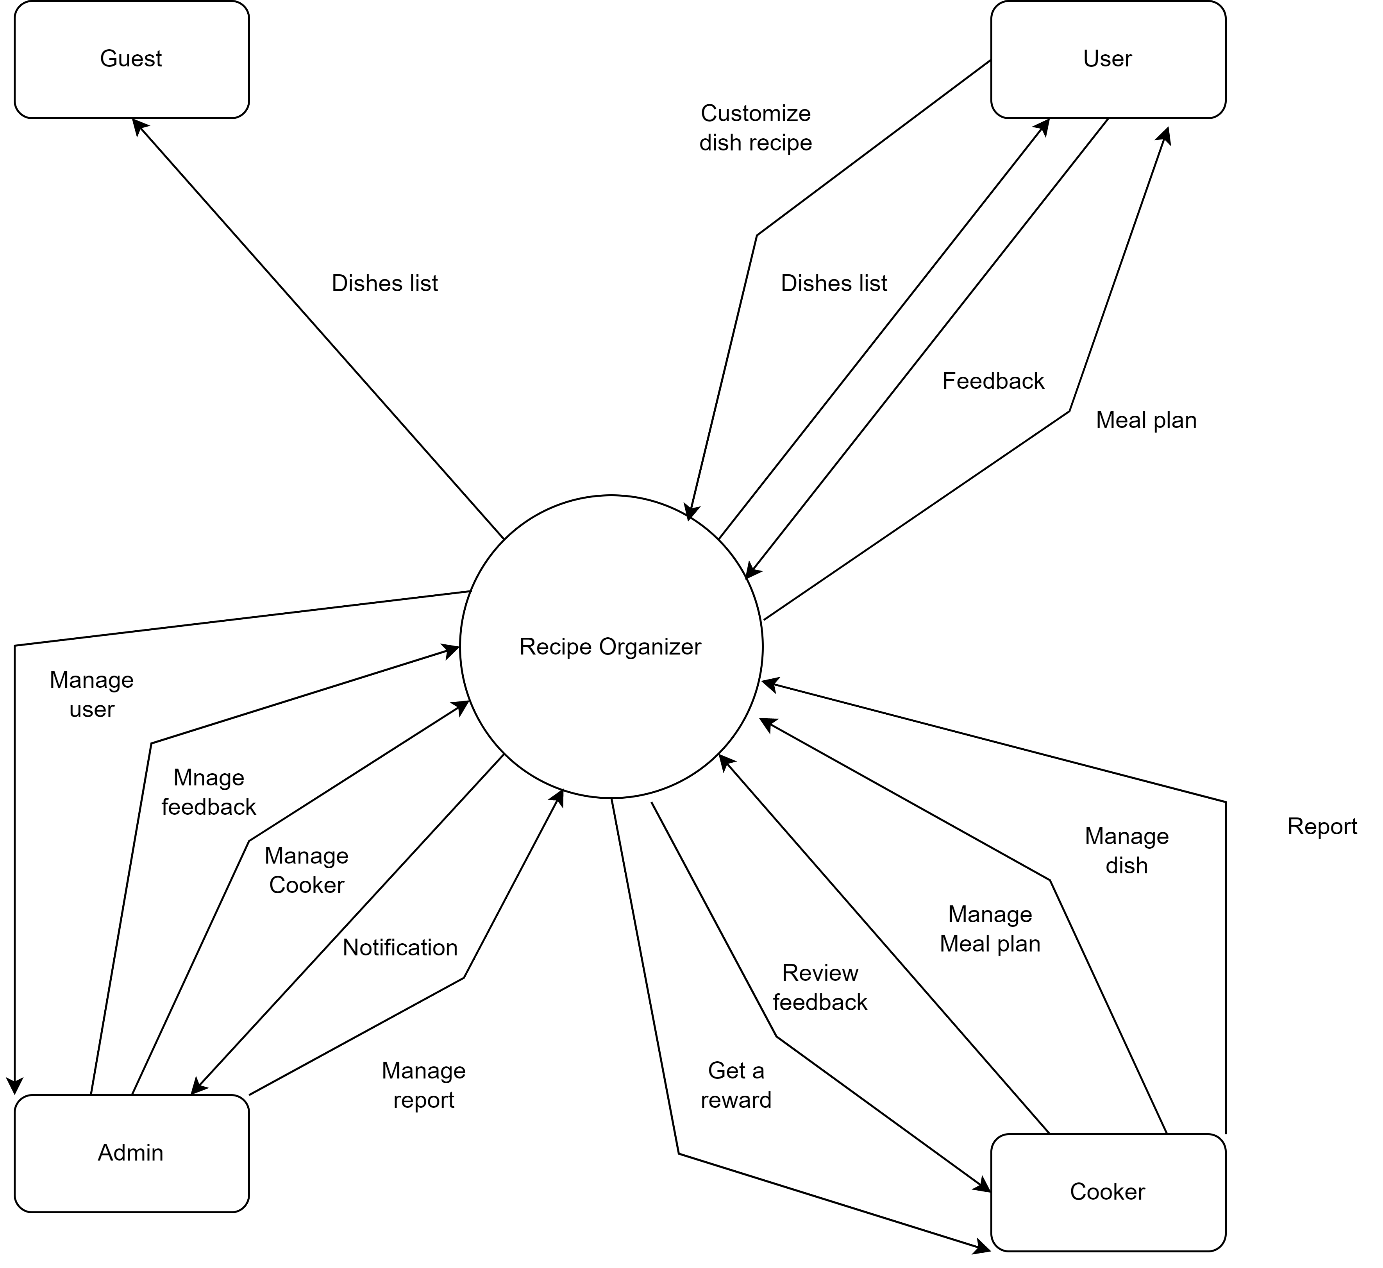 Guest
User
Customize
dish recipe
Dishes list
Dishes list
Feedback
Meal plan
Recipe Organizer
Manage
user
Mnage
feedback
Manage
Cooker
Notification
Manage
report
Report
Manage
dish
Manage
Meal plan
Review
feedback
Get a
reward
Admin
Cooker